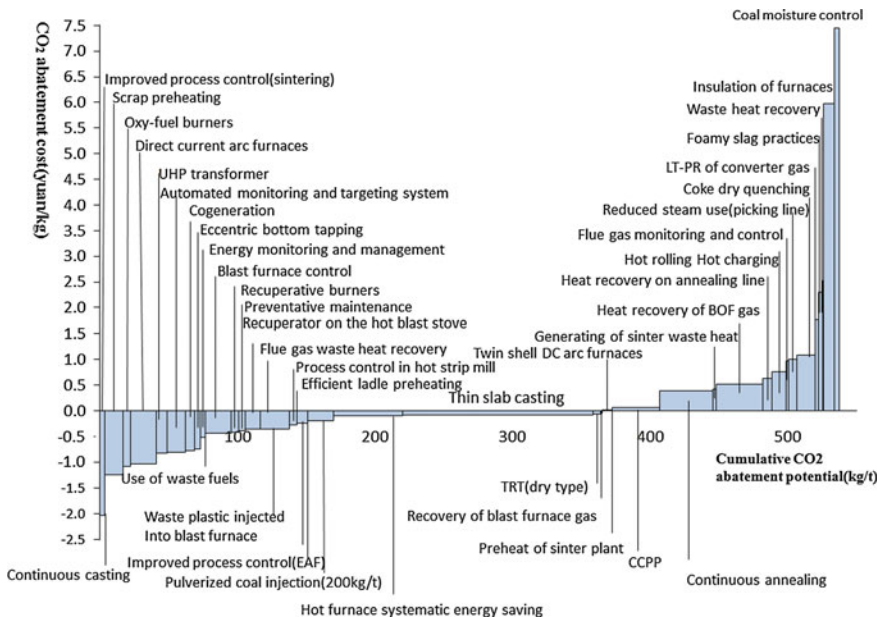 Coal moisture control
CO2 abatement cost(yuan/kg)
7.5
7.0
6.5
6.0
5.5
5.0
4.5
4.0
3.5
3.0
2.5
2.0
1.5
1.0
0.5
0.0
-0.5
-1.0
-1.5
-2.0
-2.5
Improved process control(sintering)
Scrap preheating
Oxy-fuel burners
Direct current arc furnaces
UHP transformer
Automated monitoring and targeting system
Cogeneration
Eccentric bottom tapping
Energy monitoring and management
Blast furnace control
Recuperative burners
Preventative maintenance
Recuperator on the hot blast stove
Flue gas waste heat recovery
Process control in hot strip mill
Efficient ladle preheating
Thin slab casting
Twin shell DC arc furnaces
Generating of sinter waste heat
Heat recovery of BOF gas
Heat recovery on annealing line
Hot rolling Hot charging
Flue gas monitoring and control
Reduced steam use(picking line)
Coke dry quenching
LT-PR of converter gas
Foamy slag practices
Waste heat recovery
Insulation of furnaces
100
200
300
400
500
Cumulative CO2
abatement potential(kg/t)
Use of waste fuels
Waste plastic injected
Into blast furnace
Continuous casting
Improved process control(EAF)
Pulverized coal injection(200kg/t)
Hot furnace systematic energy saving
TRT(dry type)
Recovery of blast furnace gas
Preheat of sinter plant
CCPP
Continuous annealing